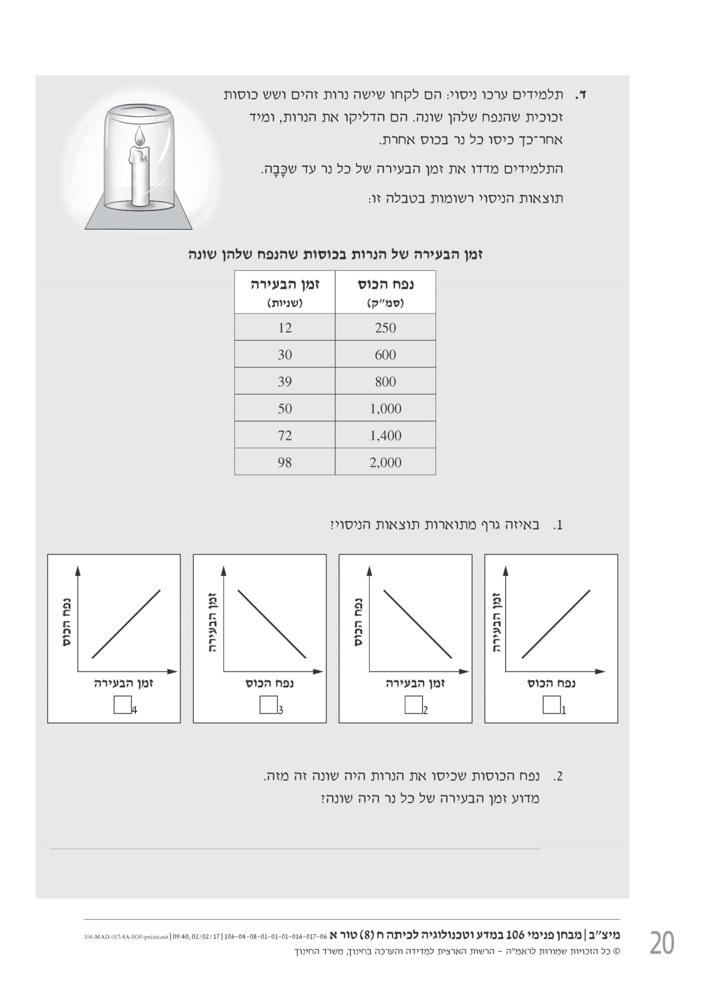 ד. תלמידים ערכו ניסוי: הם לקחו שישה נרות זהים ושש כוסות
זכוכית שהנפח שלהן שונה. הם הדליקו את הנרות, ומיד
אחר־כך כיסו כל נר בכוס אחרת.
התלמידים מדדו את זמן הבעירה של כל נר עד שכָּבָה.
תוצאות הניסוי רשומות בטבלה זו:
זמן הבעירה של הנרות בכוסות שהנפח שלהן שונה
נפח הכוס זמן הבעירה
(סמ״ק) (שניות)
250 12
600 30
800 39
1,000 50
1,400 72
2,000 98
1. באיזה גרף מתוארות תוצאות הניסוי?
זמן הבעירה
נפח הכוס
1
נפח הכוס
זמן הבעירה
2
זמן הבעירה
נפח הכוס
3
נפח הכוס
זמן הבעירה
4
2. נפח הכוסות שכיסו את הנרות היה שונה זה מזה.
מדוע זמן הבעירה של כל נר היה שונה?
מיצ״ב | מבחן פנימי 106 במדע וטכנולוגיה לכיתה ח (8) טור א 106-04-08-01-01-01-016-017-06 | 09:40, 02/02/17 | 106-MAD-017-8A-SOF-pnimi-net
© כל הזכויות שמורות לראמ״ה – הרשות הארצית למדידה והערכה בחינוך, משרד החינוך
20